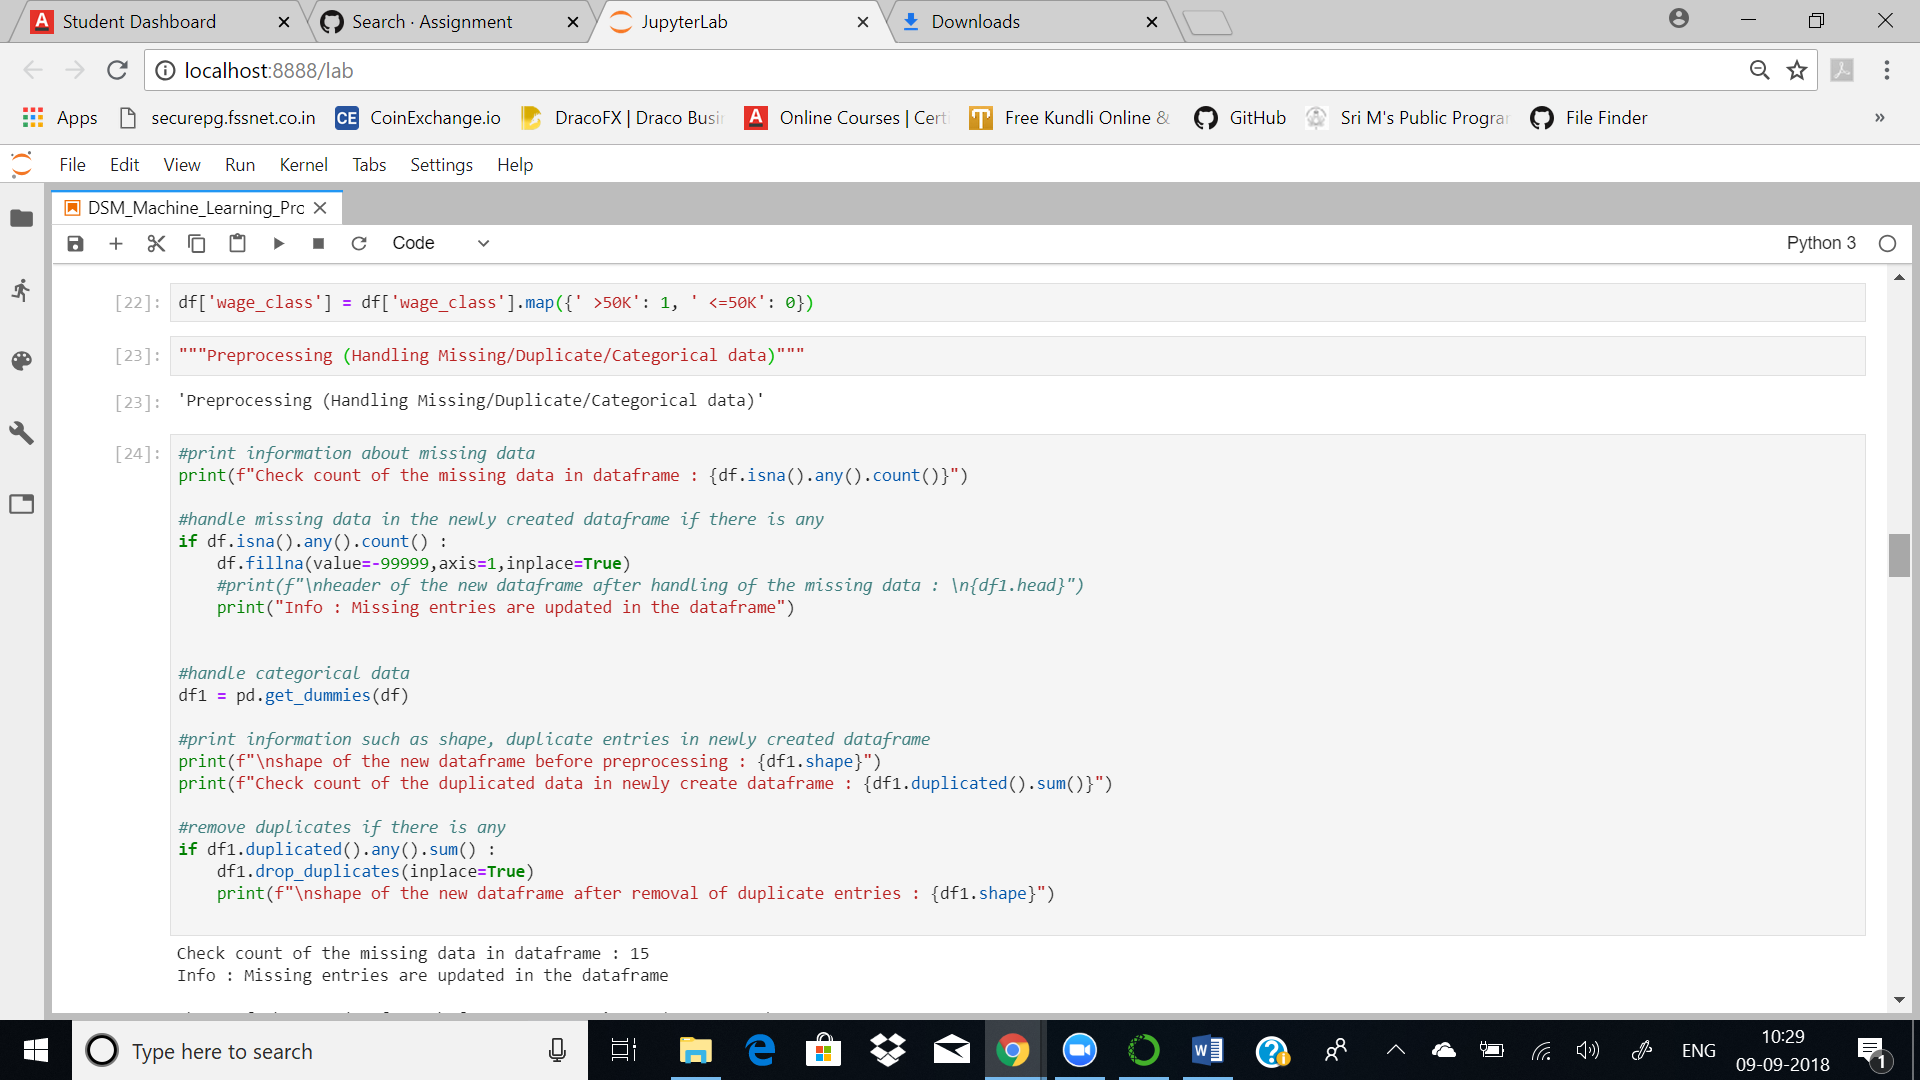 Student Dashboard
Search · Assignment
JupyterLab
Downloads
localhost:8888/lab
Apps
securepg.fssnet.co.in
CE CoinExchange.io
DracoFX | Draco Busi
A Online Courses | Certi
Free Kundli Online &
GitHub
Sri M's Public Progra
File Finder
»
File Edit View Run Kernel Tabs Settings Help
DSM_Machine_Learning_Prc
Code
Python 3
[22]: df['wage_class'] = df['wage_class'].map({' >50K': 1, ' <=50K': 0})
[23]: """Preprocessing (Handling Missing/Duplicate/Categorical data)"""
[23]: 'Preprocessing (Handling Missing/Duplicate/Categorical data)'
[24]: #print information about missing data
print(f"Check count of the missing data in dataframe : {df.isna().any().count()}")
#handle missing data in the newly created dataframe if there is any
if df.isna().any().count() :
df.fillna(value=-99999,axis=1,inplace=True)
#print(f"\nheader of the new dataframe after handling of the missing data : \n{df1.head}")
print("Info : Missing entries are updated in the dataframe")
#handle categorical data
df1 = pd.get_dummies(df)
#print information such as shape, duplicate entries in newly created dataframe
print(f"\nshape of the new dataframe before preprocessing : {df1.shape}")
print(f"Check count of the duplicated data in newly create dataframe : {df1.duplicated().sum()}")
#remove duplicates if there is any
if df1.duplicated().any().sum() :
df1.drop_duplicates(inplace=True)
print(f"\nshape of the new dataframe after removal of duplicate entries : {df1.shape}")
Check count of the missing data in dataframe : 15
Info : Missing entries are updated in the dataframe
Type here to search
ENG
10:29
09-09-2018
1